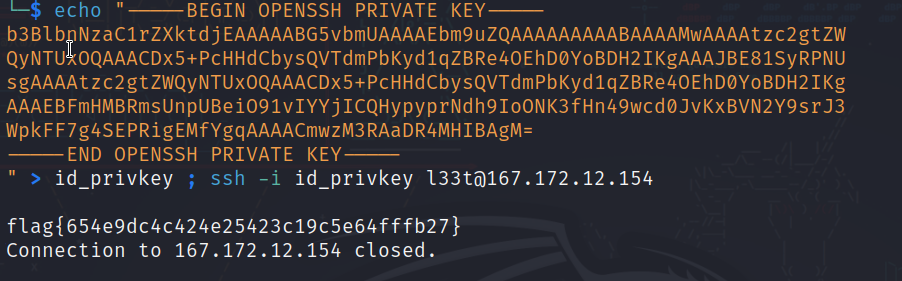 └─$ echo "-----BEGIN OPENSSH PRIVATE KEY-----
b3BlbnNzaC1rZXktdjEAAAAABG5vbmUAAAAEbm9uZQAAAAAAAAABAAAAMwAAAAtzc2gtZW
QyNTUxOQAAACDx5+PcHHdCbysQVTdmPbKyd1qZBRe4OEhD0YoBDH2IKgAAAJBE81SyRPNU
sgAAAAtzc2gtZWQyNTUxOQAAACDx5+PcHHdCbysQVTdmPbKyd1qZBRe4OEhD0YoBDH2IKg
AAAEBFmHMBRmsUnpUBeiO91vIYYjICQHypyprNdh9IoONK3fHn49wcd0JvKxBVN2Y9srJ3
WpkFF7g4SEPRigEMfYgqAAAACmwzM3RAaDR4MHIBAgM=
-----END OPENSSH PRIVATE KEY-----
" > id_privkey ; ssh -i id_privkey l33t@167.172.12.154
flag{654e9dc4c424e25423c19c5e64fffb27}
Connection to 167.172.12.154 closed.